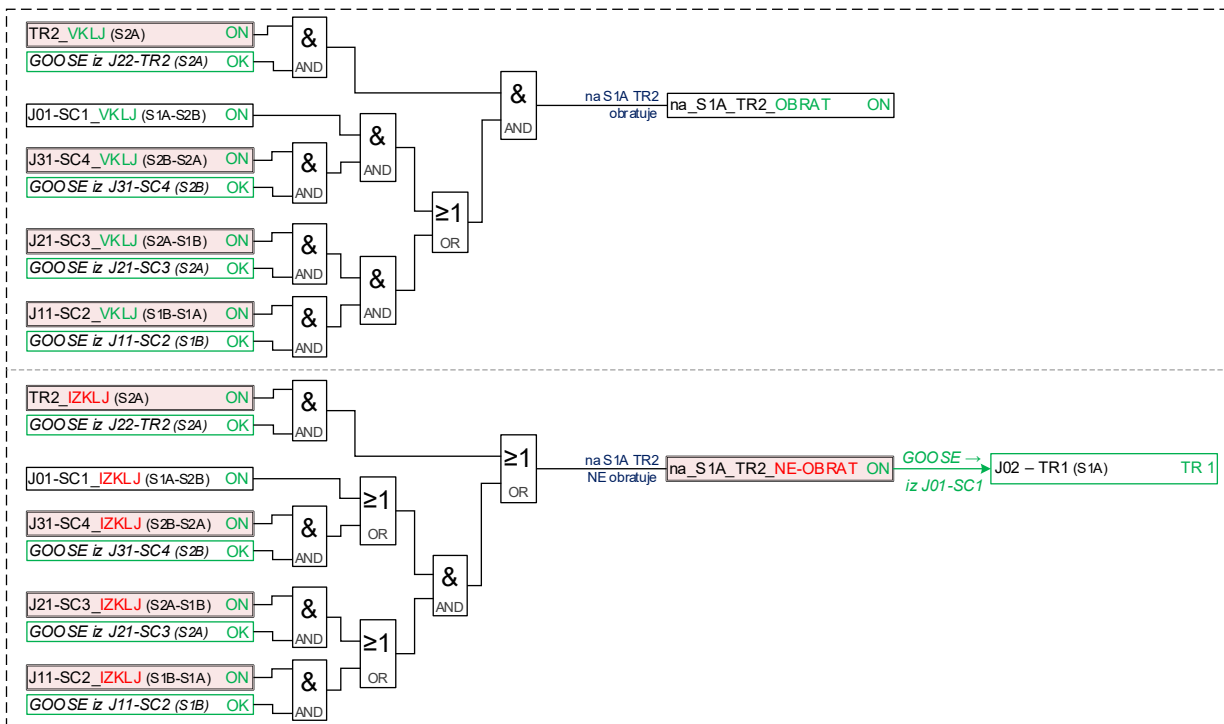 TR2_VKLJ (S2A) ON
GOOSE iz J22-TR2 (S2A) OK
&
AND
J01-SC1_VKLJ (S1A-S2B) ON
J31-SC4_VKLJ (S2B-S2A) ON
GOOSE iz J31-SC4 (S2B) OK
&
AND
&
AND
J21-SC3_VKLJ (S2A-S1B) ON
GOOSE iz J21-SC3 (S2A) OK
&
AND
J11-SC2_VKLJ (S1B-S1A) ON
GOOSE iz J11-SC2 (S1B) OK
&
AND
&
AND
≥1
OR
&
AND
na S1A TR2
obratuje
na_S1A_TR2_OBRAT ON
TR2_IZKLJ (S2A) ON
GOOSE iz J22-TR2 (S2A) OK
&
AND
J01-SC1_IZKLJ (S1A-S2B) ON
J31-SC4_IZKLJ (S2B-S2A) ON
GOOSE iz J31-SC4 (S2B) OK
&
AND
≥1
OR
J21-SC3_IZKLJ (S2A-S1B) ON
GOOSE iz J21-SC3 (S2A) OK
&
AND
J11-SC2_IZKLJ (S1B-S1A) ON
GOOSE iz J11-SC2 (S1B) OK
&
AND
≥1
OR
&
AND
≥1
OR
na S1A TR2
NE obratuje
na_S1A_TR2_NE-OBRAT ON
GOOSE →
iz J01-SC1
J02 – TR1 (S1A) TR 1